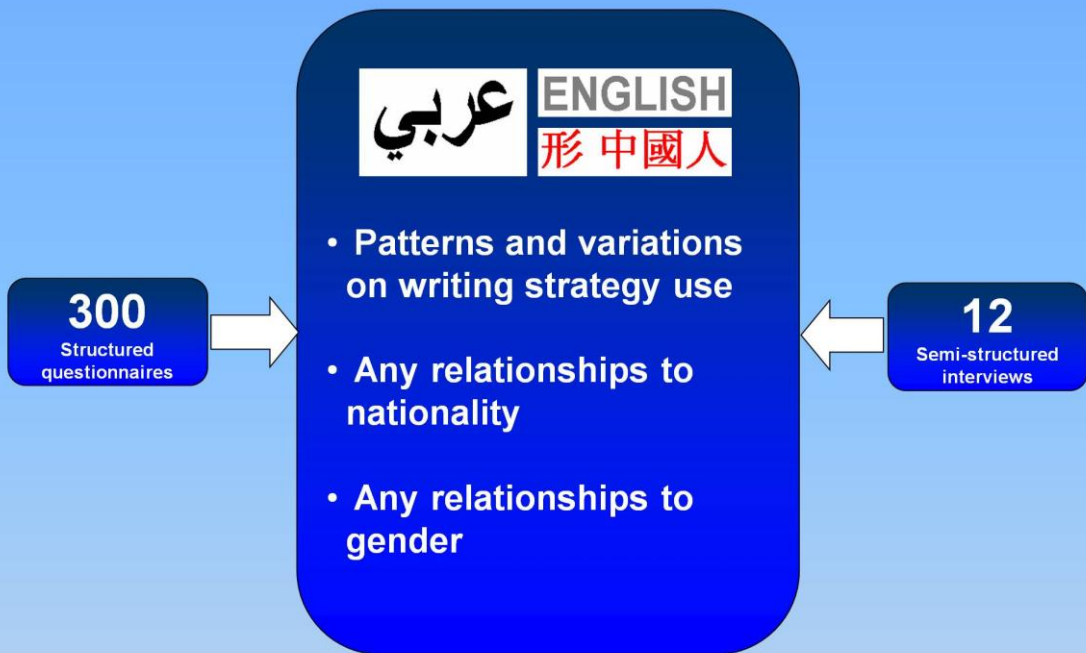 عربي
ENGLISH
形 中國人
• Patterns and variations
on writing strategy use
• Any relationships to
nationality
• Any relationships to
gender
300
Structured
questionnaires
12
Semi-structured
interviews